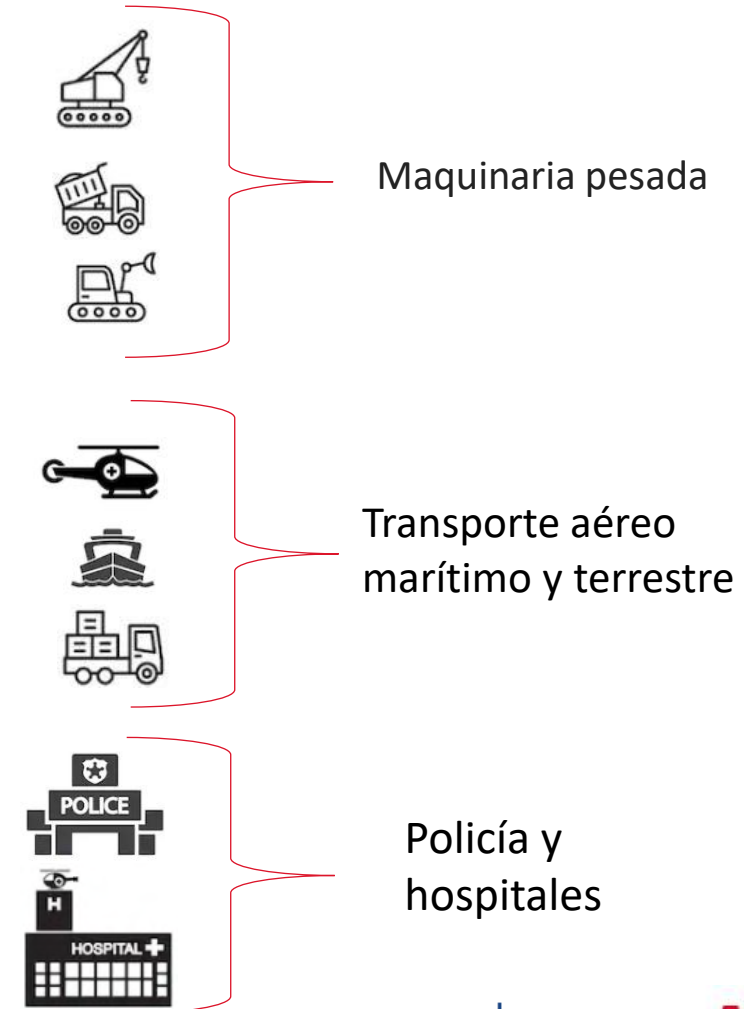 Maquinaria pesada
Transporte aéreo
marítimo y terrestre
POLICE
Policía y
hospitales
H
HOSPITAL